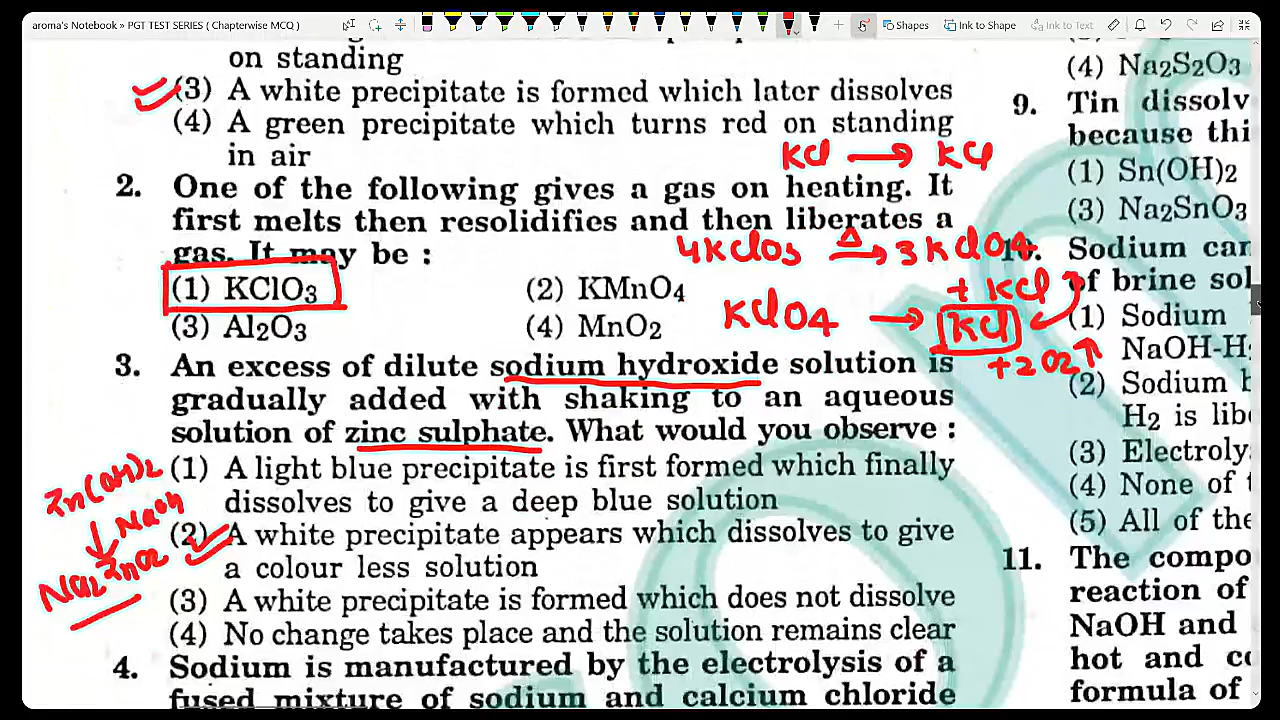 aroma's Notebook » PGT TEST SERIES ( Chapterwise MCQ )
Shapes
Ink to Shape
Ink to Text
on standing
(3) A white precipitate is formed which later dissolves
(4) A green precipitate which turns red on standing
in air
KCl → KCl
2. One of the following gives a gas on heating. It
first melts then resolidifies and then liberates a
gas. It may be :
4KClO3 Δ→ 3KClO4
+ KCl
(1) KClO3 (2) KMnO4
(3) Al2O3 (4) MnO2
KClO4 → KCl
+2O2↑
3. An excess of dilute sodium hydroxide solution is
gradually added with shaking to an aqueous
solution of zinc sulphate. What would you observe :
(1) A light blue precipitate is first formed which finally
dissolves to give a deep blue solution
(2) A white precipitate appears which dissolves to give
a colour less solution
(3) A white precipitate is formed which does not dissolve
(4) No change takes place and the solution remains clear
Zn(OH)2
↓ NaOH
Na2ZnO2
4. Sodium is manufactured by the electrolysis of a
fused mixture of sodium and calcium chloride
(4) Na2S2O3
9. Tin dissolv
because thi
(1) Sn(OH)2
(3) Na2SnO3
10. Sodium can
of brine sol
(1) Sodium
NaOH-H
(2) Sodium
H2 is lib
(3) Electroly
(4) None of
(5) All of the
11. The compo
reaction of
NaOH and
hot and co
formula of